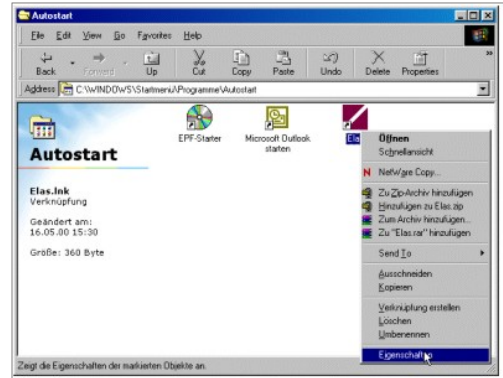 Autostart
File Edit View Go Favorites Help
Back Forward Up Cut Copy Paste Undo Delete Properties
Address C:\WINDOWS\Startmenü\Programme\Autostart
Autostart
Elas.lnk
Verknüpfung
Geändert am:
16.05.00 15:30
Größe: 360 Byte
EPF-Starter
Microsoft Outlook
starten
Ela
Öffnen
Schnellansicht
NetWare Copy...
Zu Zip-Archiv hinzufügen
Hinzufügen zu Elas.zip
Zum Archiv hinzufügen...
Zu "Elas.rar" hinzufügen
Send To
Ausschneiden
Kopieren
Verknüpfung erstellen
Löschen
Umbenennen
Eigenschaften
Zeigt die Eigenschaften der markierten Objekte an.